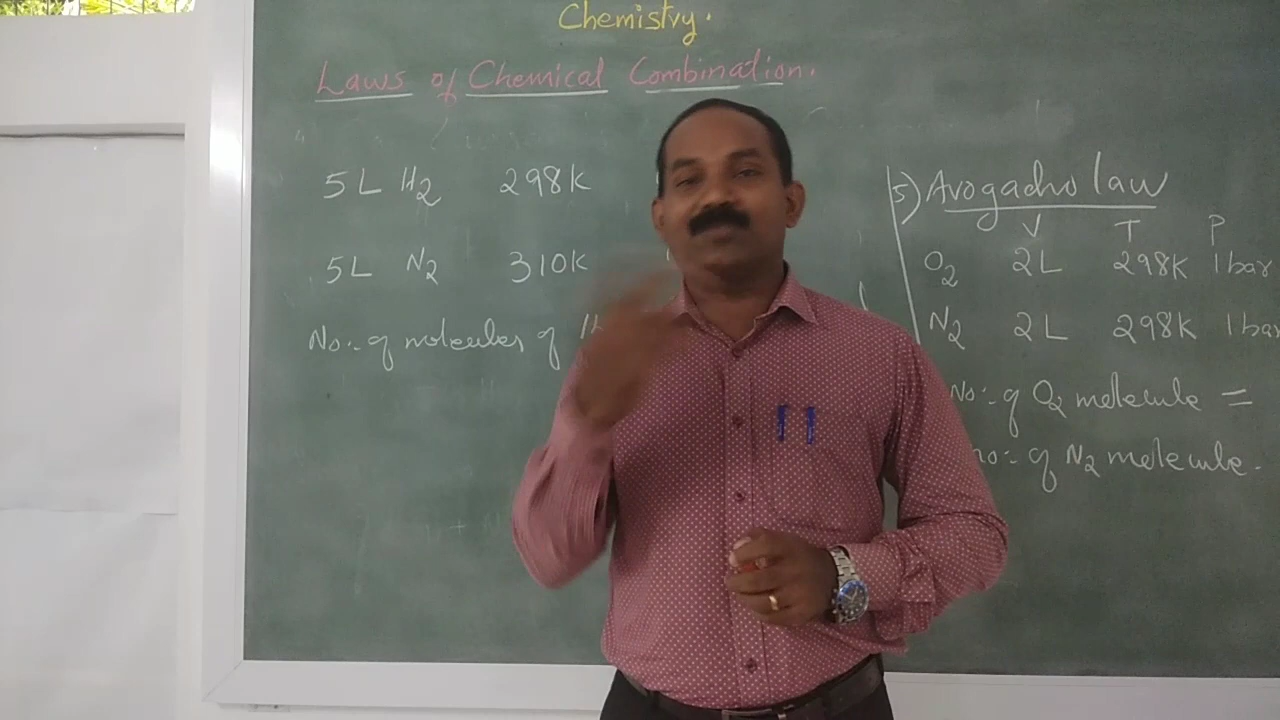 Chemistry.
Laws of Chemical Combination.
5L H2 298K
5L N2 310K
No:. of molecules of
5) Avogadro law
V T P
O2 2L 298K 1bar
N2 2L 298K 1bar
No:. of O2 molecule =
no:. of N2 molecule.